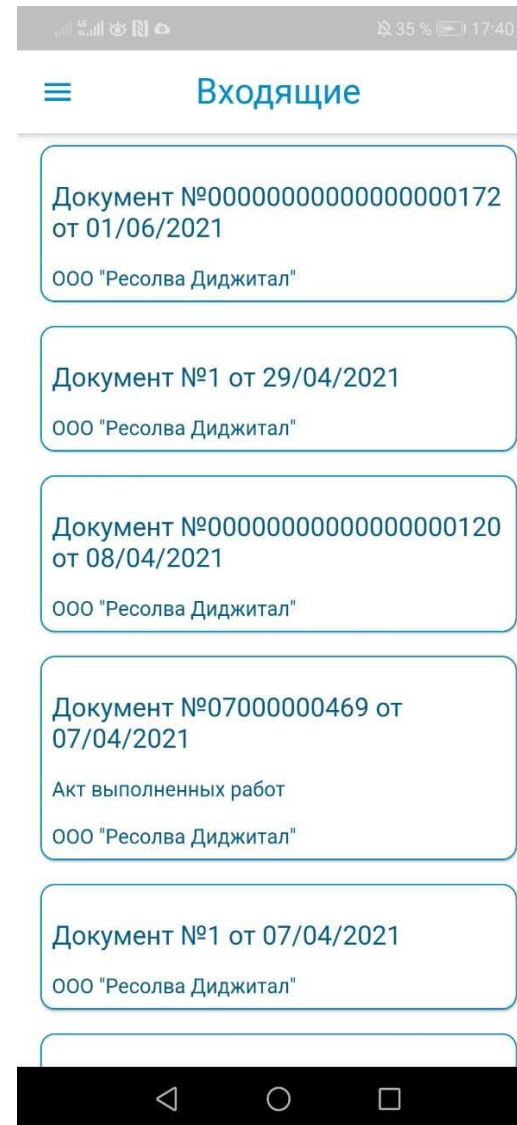 4G 35 % 17:40
Входящие
Документ №00000000000000000172
от 01/06/2021
ООО "Ресолва Диджитал"
Документ №1 от 29/04/2021
ООО "Ресолва Диджитал"
Документ №00000000000000000120
от 08/04/2021
ООО "Ресолва Диджитал"
Документ №07000000469 от
07/04/2021
Акт выполненных работ
ООО "Ресолва Диджитал"
Документ №1 от 07/04/2021
ООО "Ресолва Диджитал"